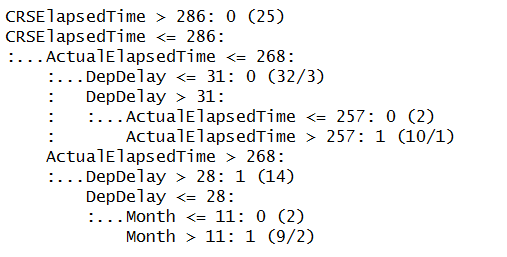 CRSElapsedTime > 286: 0 (25)
CRSElapsedTime <= 286:
:...ActualElapsedTime <= 268:
    :...DepDelay <= 31: 0 (32/3)
    :   DepDelay > 31:
    :   :...ActualElapsedTime <= 257: 0 (2)
    :       ActualElapsedTime > 257: 1 (10/1)
    ActualElapsedTime > 268:
    :...DepDelay > 28: 1 (14)
        DepDelay <= 28:
        :...Month <= 11: 0 (2)
            Month > 11: 1 (9/2)